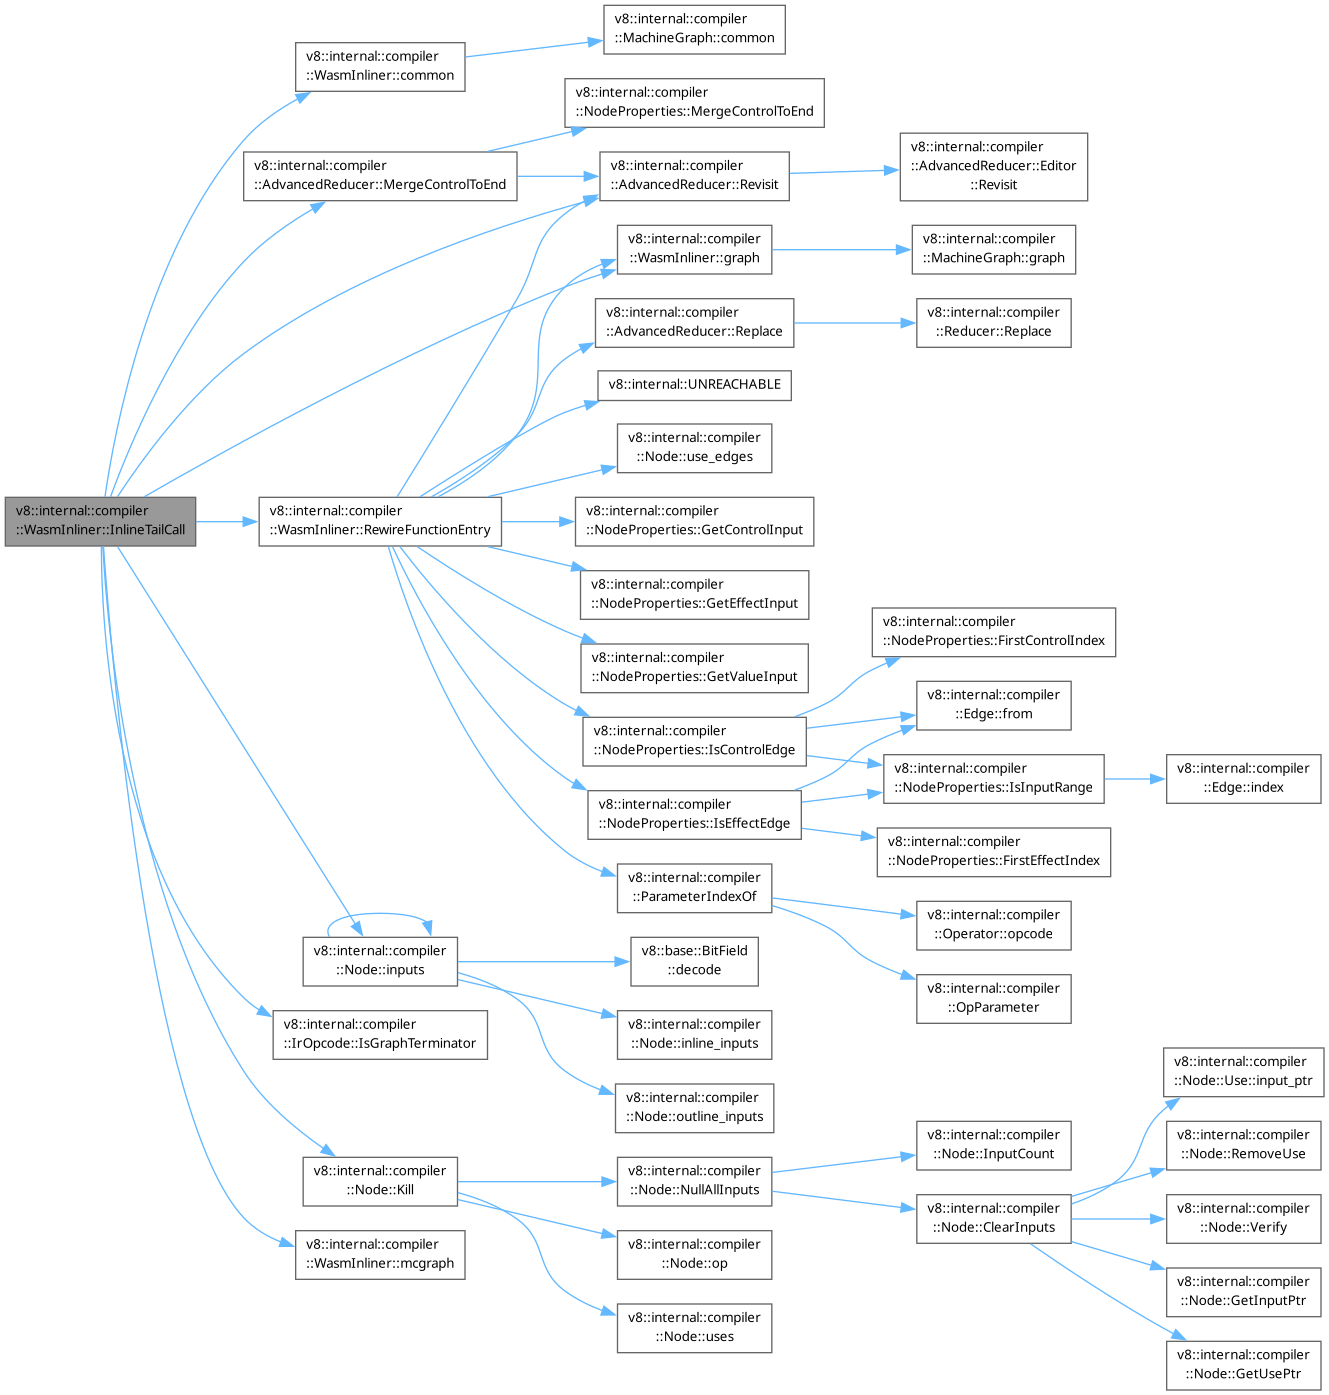 v8::internal::compiler
::MachineGraph::common
v8::internal::compiler
::WasmInliner::common
v8::internal::compiler
::NodeProperties::MergeControlToEnd
v8::internal::compiler
::AdvancedReducer::MergeControlToEnd
v8::internal::compiler
::AdvancedReducer::Revisit
v8::internal::compiler
::AdvancedReducer::Editor
::Revisit
v8::internal::compiler
::WasmInliner::graph
v8::internal::compiler
::MachineGraph::graph
v8::internal::compiler
::AdvancedReducer::Replace
v8::internal::compiler
::Reducer::Replace
v8::internal::UNREACHABLE
v8::internal::compiler
::Node::use_edges
v8::internal::compiler
::WasmInliner::InlineTailCall
v8::internal::compiler
::WasmInliner::RewireFunctionEntry
v8::internal::compiler
::NodeProperties::GetControlInput
v8::internal::compiler
::NodeProperties::GetEffectInput
v8::internal::compiler
::NodeProperties::GetValueInput
v8::internal::compiler
::NodeProperties::FirstControlIndex
v8::internal::compiler
::NodeProperties::IsControlEdge
v8::internal::compiler
::Edge::from
v8::internal::compiler
::NodeProperties::IsInputRange
v8::internal::compiler
::Edge::index
v8::internal::compiler
::NodeProperties::IsEffectEdge
v8::internal::compiler
::NodeProperties::FirstEffectIndex
v8::internal::compiler
::ParameterIndexOf
v8::internal::compiler
::Operator::opcode
v8::internal::compiler
::Node::inputs
v8::base::BitField
::decode
v8::internal::compiler
::OpParameter
v8::internal::compiler
::IrOpcode::IsGraphTerminator
v8::internal::compiler
::Node::inline_inputs
v8::internal::compiler
::Node::outline_inputs
v8::internal::compiler
::Node::Use::input_ptr
v8::internal::compiler
::Node::Kill
v8::internal::compiler
::Node::NullAllInputs
v8::internal::compiler
::Node::InputCount
v8::internal::compiler
::Node::RemoveUse
v8::internal::compiler
::Node::ClearInputs
v8::internal::compiler
::Node::Verify
v8::internal::compiler
::WasmInliner::mcgraph
v8::internal::compiler
::Node::op
v8::internal::compiler
::Node::GetInputPtr
v8::internal::compiler
::Node::uses
v8::internal::compiler
::Node::GetUsePtr